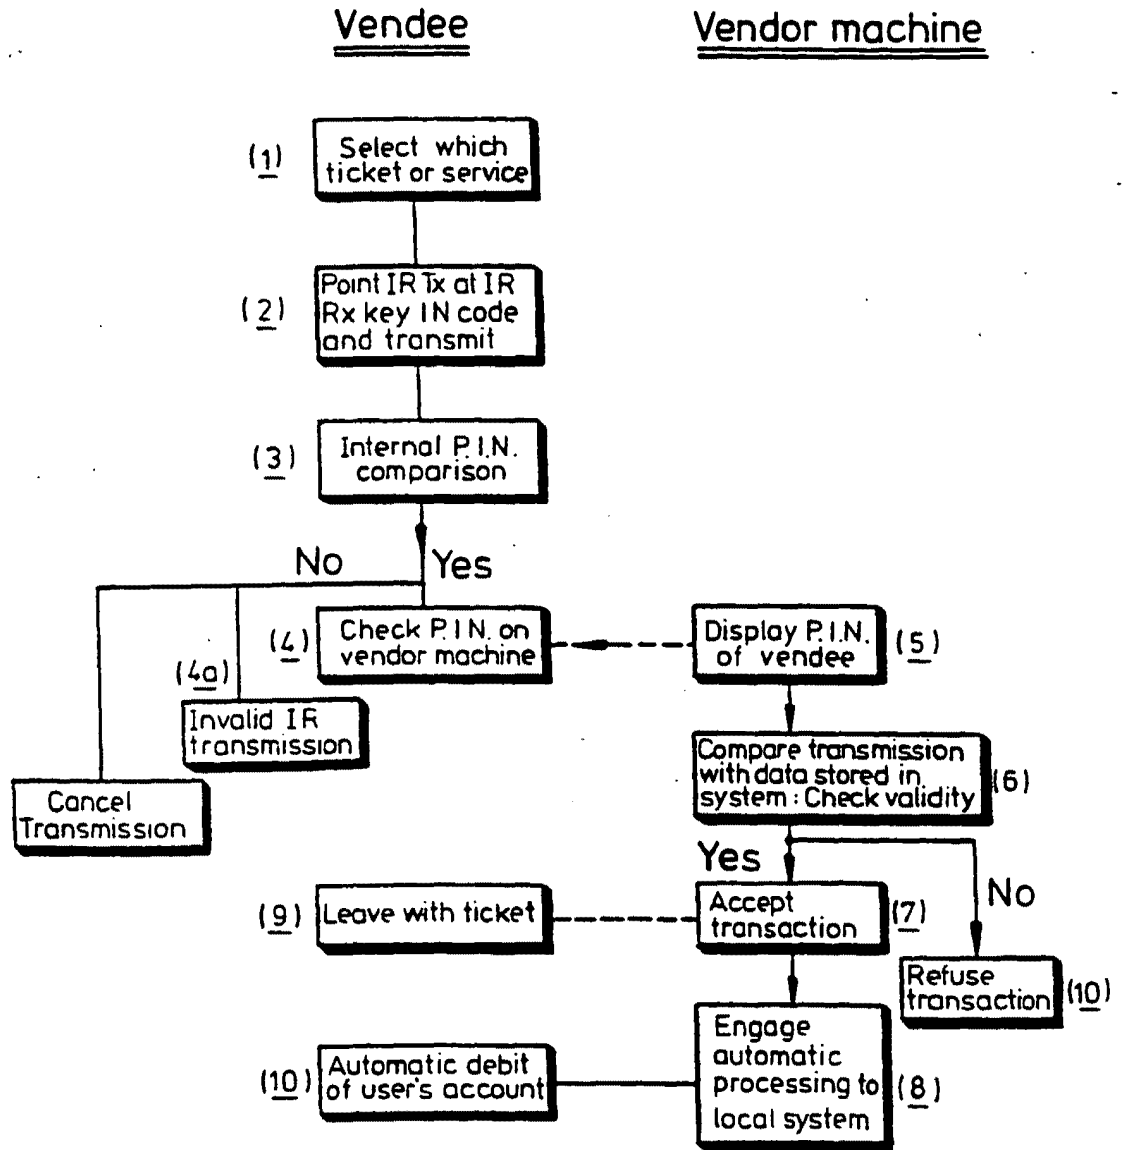 Vendee
Vendor machine
(1)
Select which
ticket or service
(2)
Point IR Tx at IR
Rx key IN code
and transmit
(3)
Internal P.I.N.
comparison
No
Yes
(4)
Check P.I.N. on
vendor machine
Display P.I.N.
of vendee
(5)
(4a)
Invalid IR
transmission
Compare transmission
with data stored in
system : Check validity
(6)
Cancel
Transmission
Yes
No
(9)
Leave with ticket
Accept
transaction
(7)
Refuse
transaction
(10)
(10)
Automatic debit
of user's account
Engage
automatic
processing to
local system
(8)